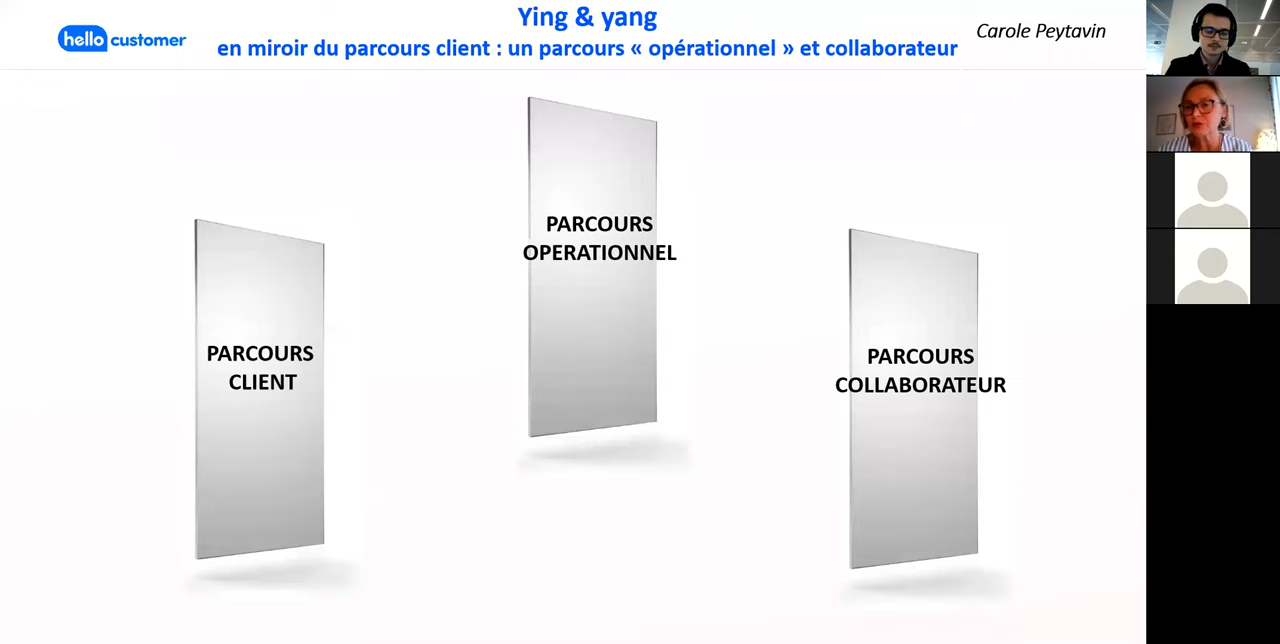 hello customer
Ying & yang
en miroir du parcours client : un parcours « opérationnel » et collaborateur
Carole Peytavin
PARCOURS
OPERATIONNEL
PARCOURS
CLIENT
PARCOURS
COLLABORATEUR